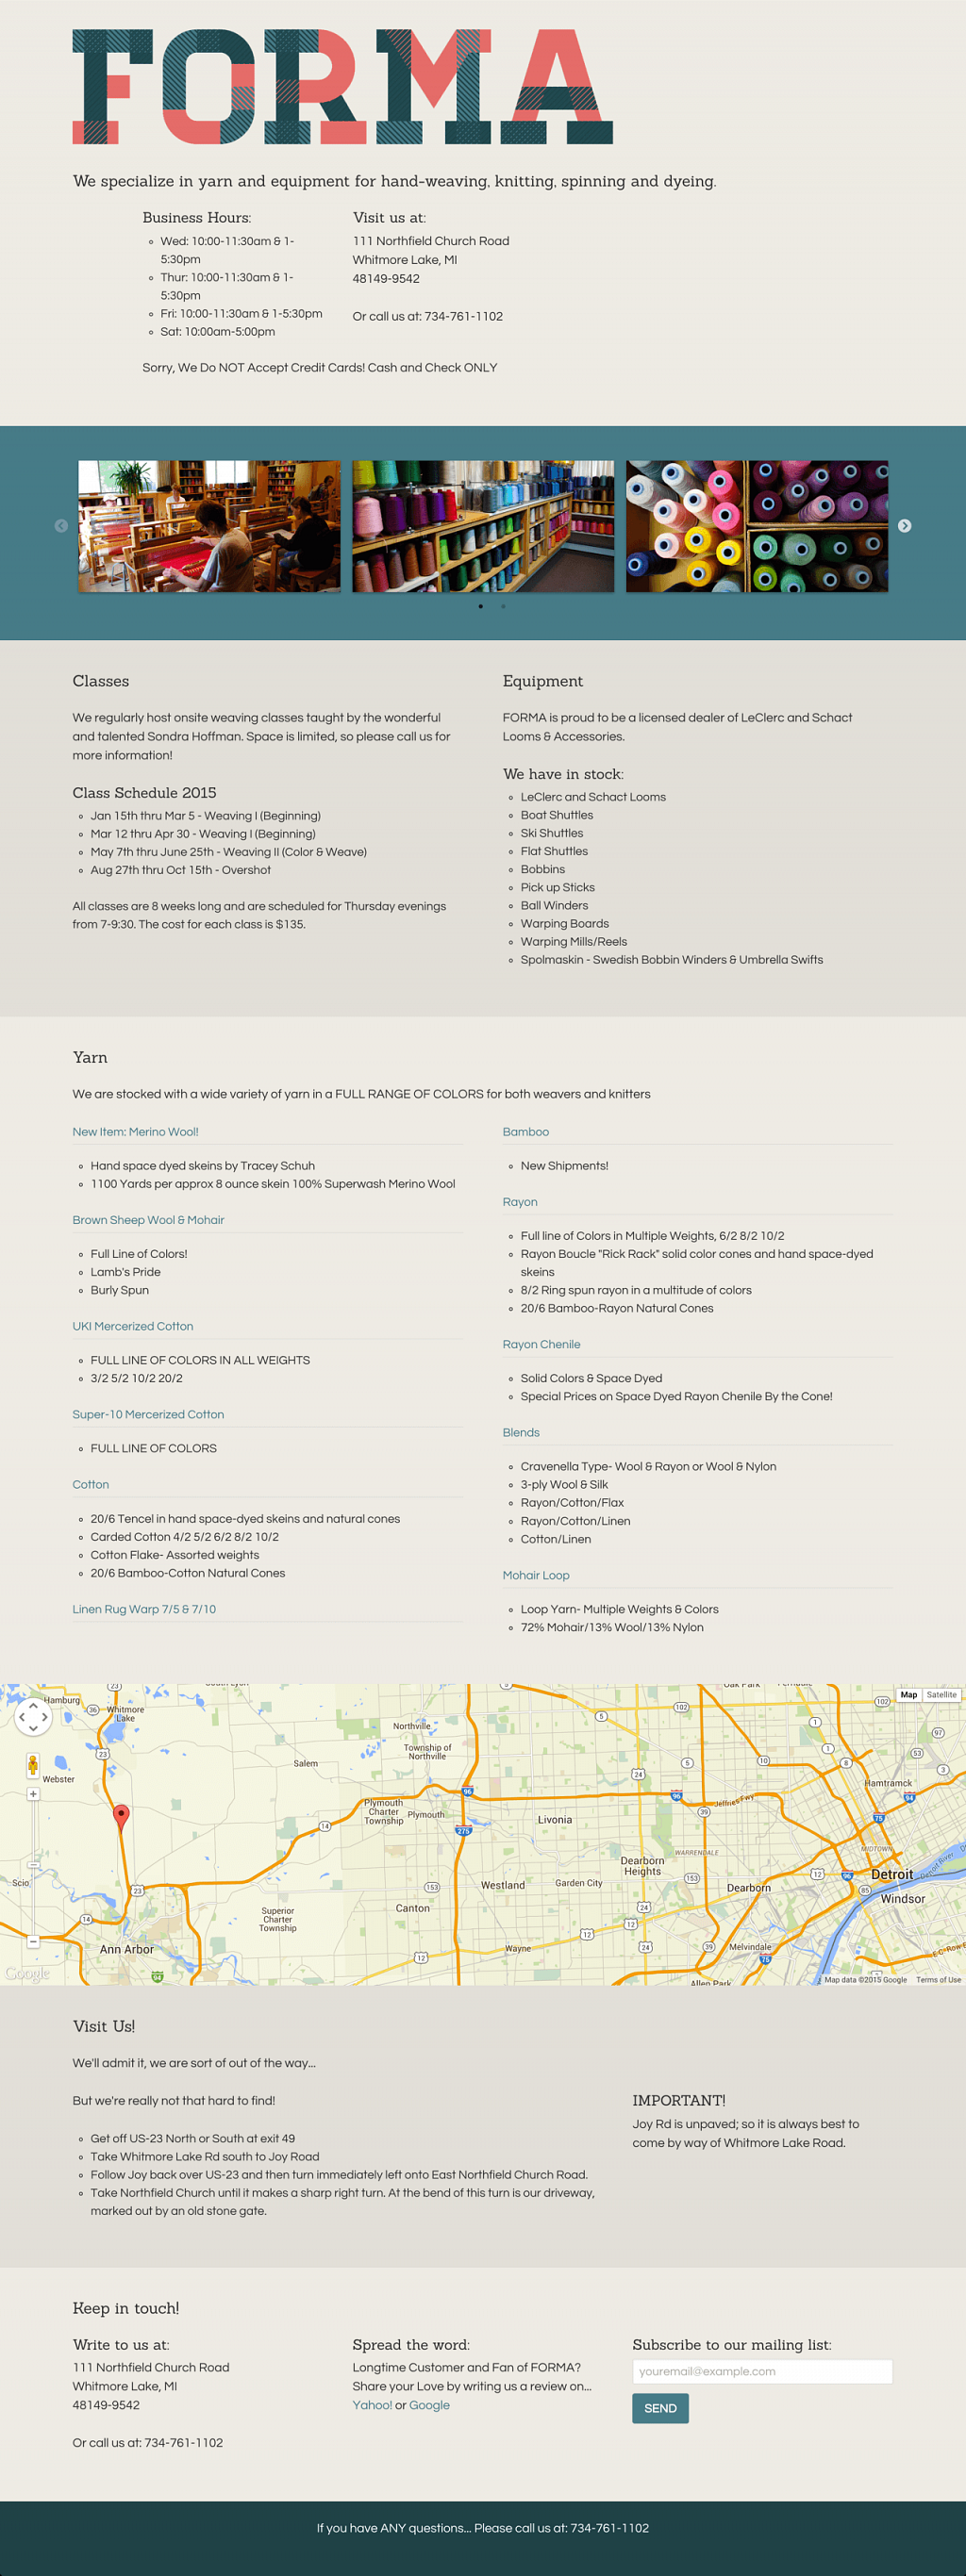 FORMA
We specialize in yarn and equipment for hand-weaving, knitting, spinning and dyeing.
Business Hours:
Wed: 10:00-11:30am & 1-
5:30pm
Thur: 10:00-11:30am & 1-
5:30pm
Fri: 10:00-11:30am & 1-5:30pm
Sat: 10:00am-5:00pm
Visit us at:
111 Northfield Church Road
Whitmore Lake, MI
48149-9542
Or call us at: 734-761-1102
Sorry, We Do NOT Accept Credit Cards! Cash and Check ONLY
Classes
We regularly host onsite weaving classes taught by the wonderful
and talented Sondra Hoffman. Space is limited, so please call us for
more information!
Class Schedule 2015
Jan 15th thru Mar 5 - Weaving I (Beginning)
Mar 12 thru Apr 30 - Weaving I (Beginning)
May 7th thru June 25th - Weaving II (Color & Weave)
Aug 27th thru Oct 15th - Overshot
All classes are 8 weeks long and are scheduled for Thursday evenings
from 7-9:30. The cost for each class is $135.
Equipment
FORMA is proud to be a licensed dealer of LeClerc and Schact
Looms & Accessories.
We have in stock:
LeClerc and Schact Looms
Boat Shuttles
Ski Shuttles
Flat Shuttles
Bobbins
Pick up Sticks
Ball Winders
Warping Boards
Warping Mills/Reels
Spolmaskin - Swedish Bobbin Winders & Umbrella Swifts
Yarn
We are stocked with a wide variety of yarn in a FULL RANGE OF COLORS for both weavers and knitters
New Item: Merino Wool!
Hand space dyed skeins by Tracey Schuh
1100 Yards per approx 8 ounce skein 100% Superwash Merino Wool
Brown Sheep Wool & Mohair
Full Line of Colors!
Lamb's Pride
Burly Spun
UKI Mercerized Cotton
FULL LINE OF COLORS IN ALL WEIGHTS
3/2 5/2 10/2 20/2
Super-10 Mercerized Cotton
FULL LINE OF COLORS
Cotton
20/6 Tencel in hand space-dyed skeins and natural cones
Carded Cotton 4/2 5/2 6/2 8/2 10/2
Cotton Flake- Assorted weights
20/6 Bamboo-Cotton Natural Cones
Linen Rug Warp 7/5 & 7/10
Bamboo
New Shipments!
Rayon
Full line of Colors in Multiple Weights, 6/2 8/2 10/2
Rayon Boucle "Rick Rack" solid color cones and hand space-dyed
skeins
8/2 Ring spun rayon in a multitude of colors
20/6 Bamboo-Rayon Natural Cones
Rayon Chenile
Solid Colors & Space Dyed
Special Prices on Space Dyed Rayon Chenile By the Cone!
Blends
Cravenella Type- Wool & Rayon or Wool & Nylon
3-ply Wool & Silk
Rayon/Cotton/Flax
Rayon/Cotton/Linen
Cotton/Linen
Mohair Loop
Loop Yarn- Multiple Weights & Colors
72% Mohair/13% Wool/13% Nylon
Map Satellite
Hamburg
Whitmore
Lake
Webster
Salem
Northville
Township of
Northville
Plymouth
Charter
Township
Plymouth
Livonia
Hamtramck
Jeffries Fwy
WARRENDALE
MIDTOWN
Dearborn
Heights
Detroit
Windsor
Scio
Westland
Garden City
Dearborn
Canton
Superior
Charter
Township
Ann Arbor
Wayne
Melvindale
Allen Park
E C Row E
Google
Map data ©2015 Google
Terms of Use
Visit Us!
We'll admit it, we are sort of out of the way...
But we're really not that hard to find!
Get off US-23 North or South at exit 49
Take Whitmore Lake Rd south to Joy Road
Follow Joy back over US-23 and then turn immediately left onto East Northfield Church Road.
Take Northfield Church until it makes a sharp right turn. At the bend of this turn is our driveway,
marked out by an old stone gate.
IMPORTANT!
Joy Rd is unpaved; so it is always best to
come by way of Whitmore Lake Road.
Keep in touch!
Write to us at:
111 Northfield Church Road
Whitmore Lake, MI
48149-9542
Or call us at: 734-761-1102
Spread the word:
Longtime Customer and Fan of FORMA?
Share your Love by writing us a review on...
Yahoo! or Google
Subscribe to our mailing list:
youremail@example.com
SEND
If you have ANY questions... Please call us at: 734-761-1102